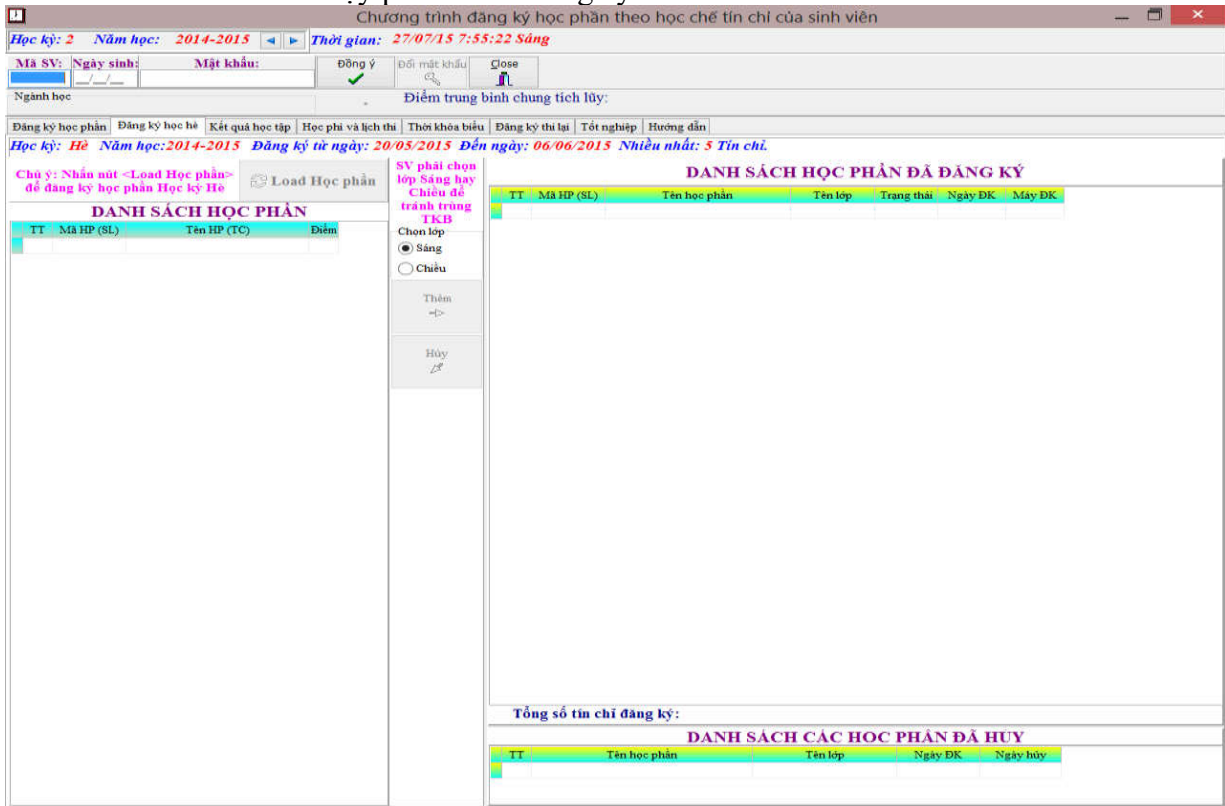 Chương trình đăng ký học phần theo học chế tín chỉ của sinh viên
Học kỳ: 2 Năm học: 2014-2015 Thời gian: 27/07/15 7:55:22 Sáng
Mã SV: Ngày sinh: Mật khẩu: Đồng ý Đổi mật khẩu Close
__/__/__
Ngành học Điểm trung bình chung tích lũy:
Đăng ký học phần Đăng ký học hè Kết quả học tập Học phí và lịch thi Thời khóa biểu Đăng ký thi lại Tốt nghiệp Hướng dẫn
Học kỳ: Hè Năm học:2014-2015 Đăng ký từ ngày: 20/05/2015 Đến ngày: 06/06/2015 Nhiều nhất: 5 Tín chỉ.
Chú ý: Nhấn nút <Load Học phần>
để đăng ký học phần Học kỳ Hè
Load Học phần
DANH SÁCH HỌC PHẦN
TT Mã HP (SL) Tên HP (TC) Điểm
SV phải chọn
lớp Sáng hay
Chiều để
tránh trùng
TKB
Chọn lớp
Sáng
Chiều
Thêm
Hủy
DANH SÁCH HỌC PHẦN ĐÃ ĐĂNG KÝ
TT Mã HP (SL) Tên học phần Tên lớp Trạng thái Ngày ĐK Máy ĐK
Tổng số tín chỉ đăng ký:
DANH SÁCH CÁC HỌC PHẦN ĐÃ HỦY
TT Tên học phần Tên lớp Ngày ĐK Ngày hủy